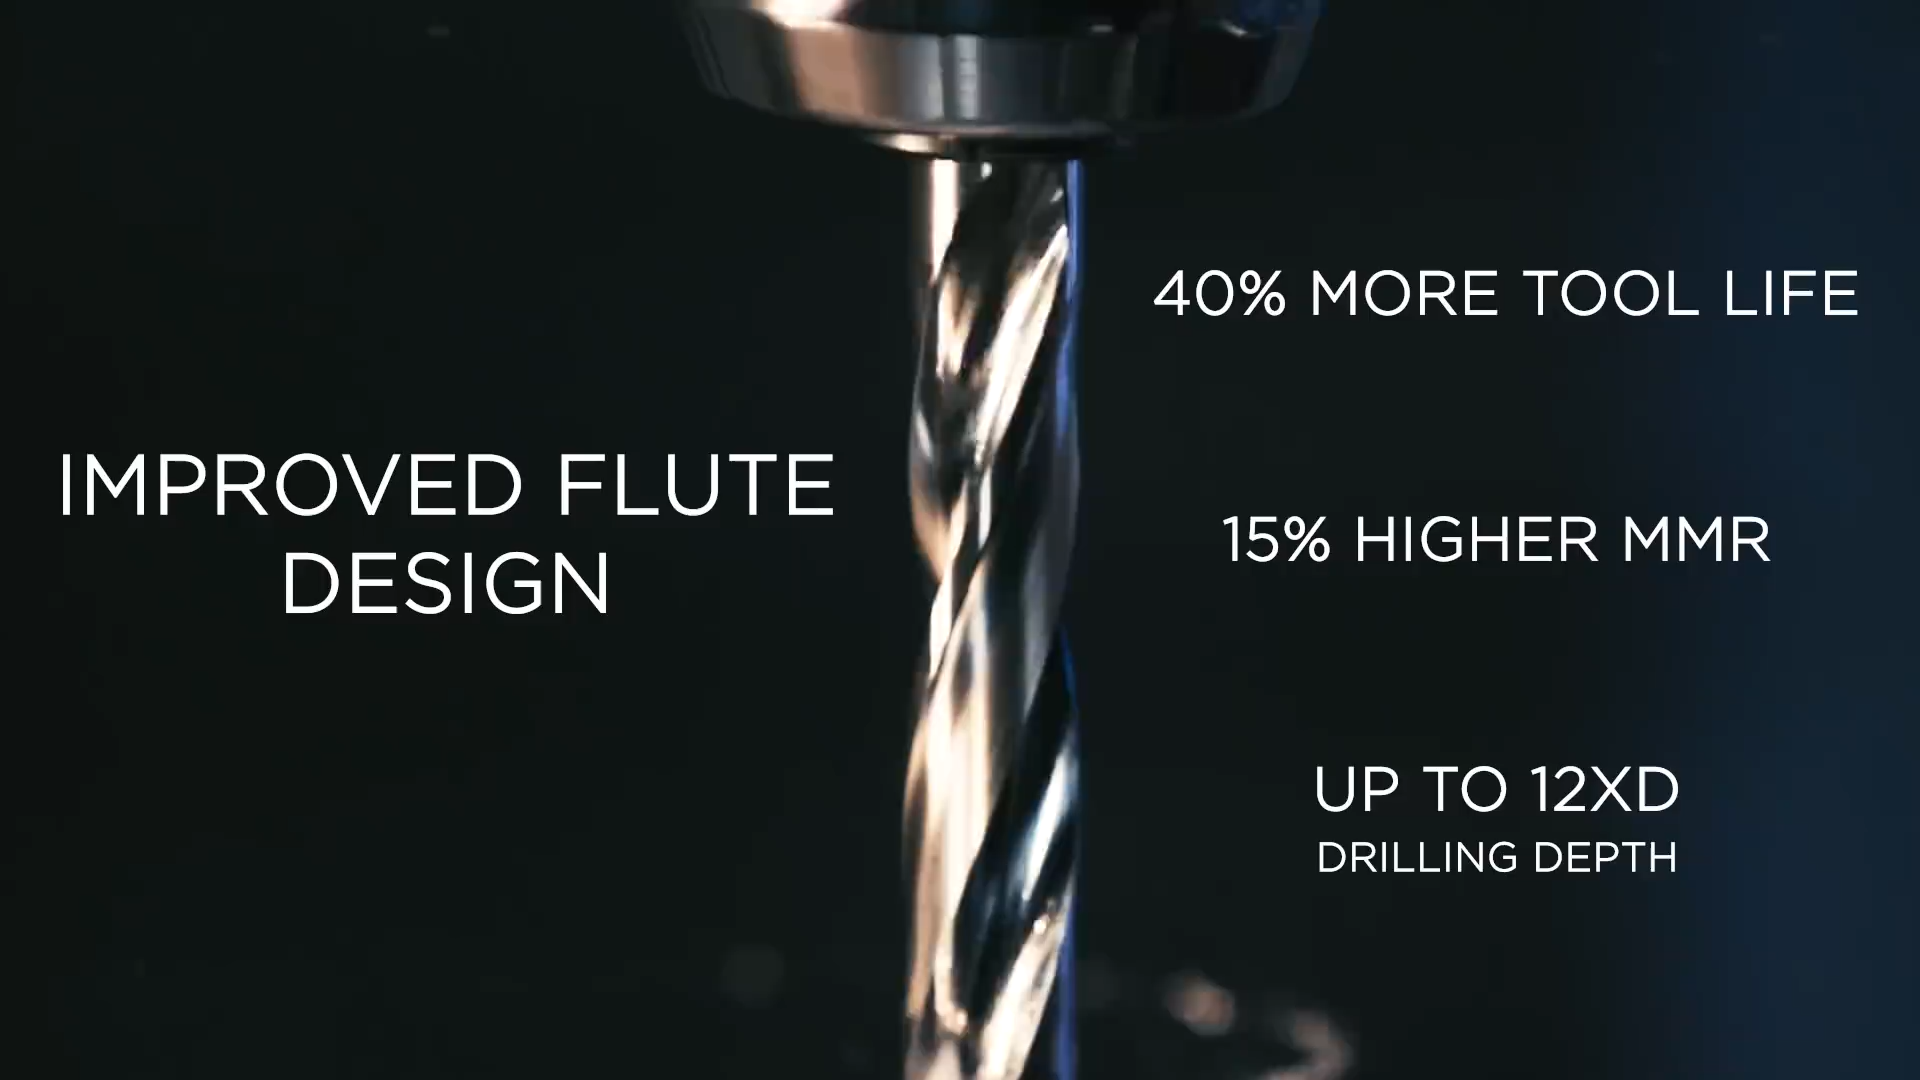 IMPROVED FLUTE
DESIGN
40% MORE TOOL LIFE
15% HIGHER MMR
UP TO 12XD
DRILLING DEPTH